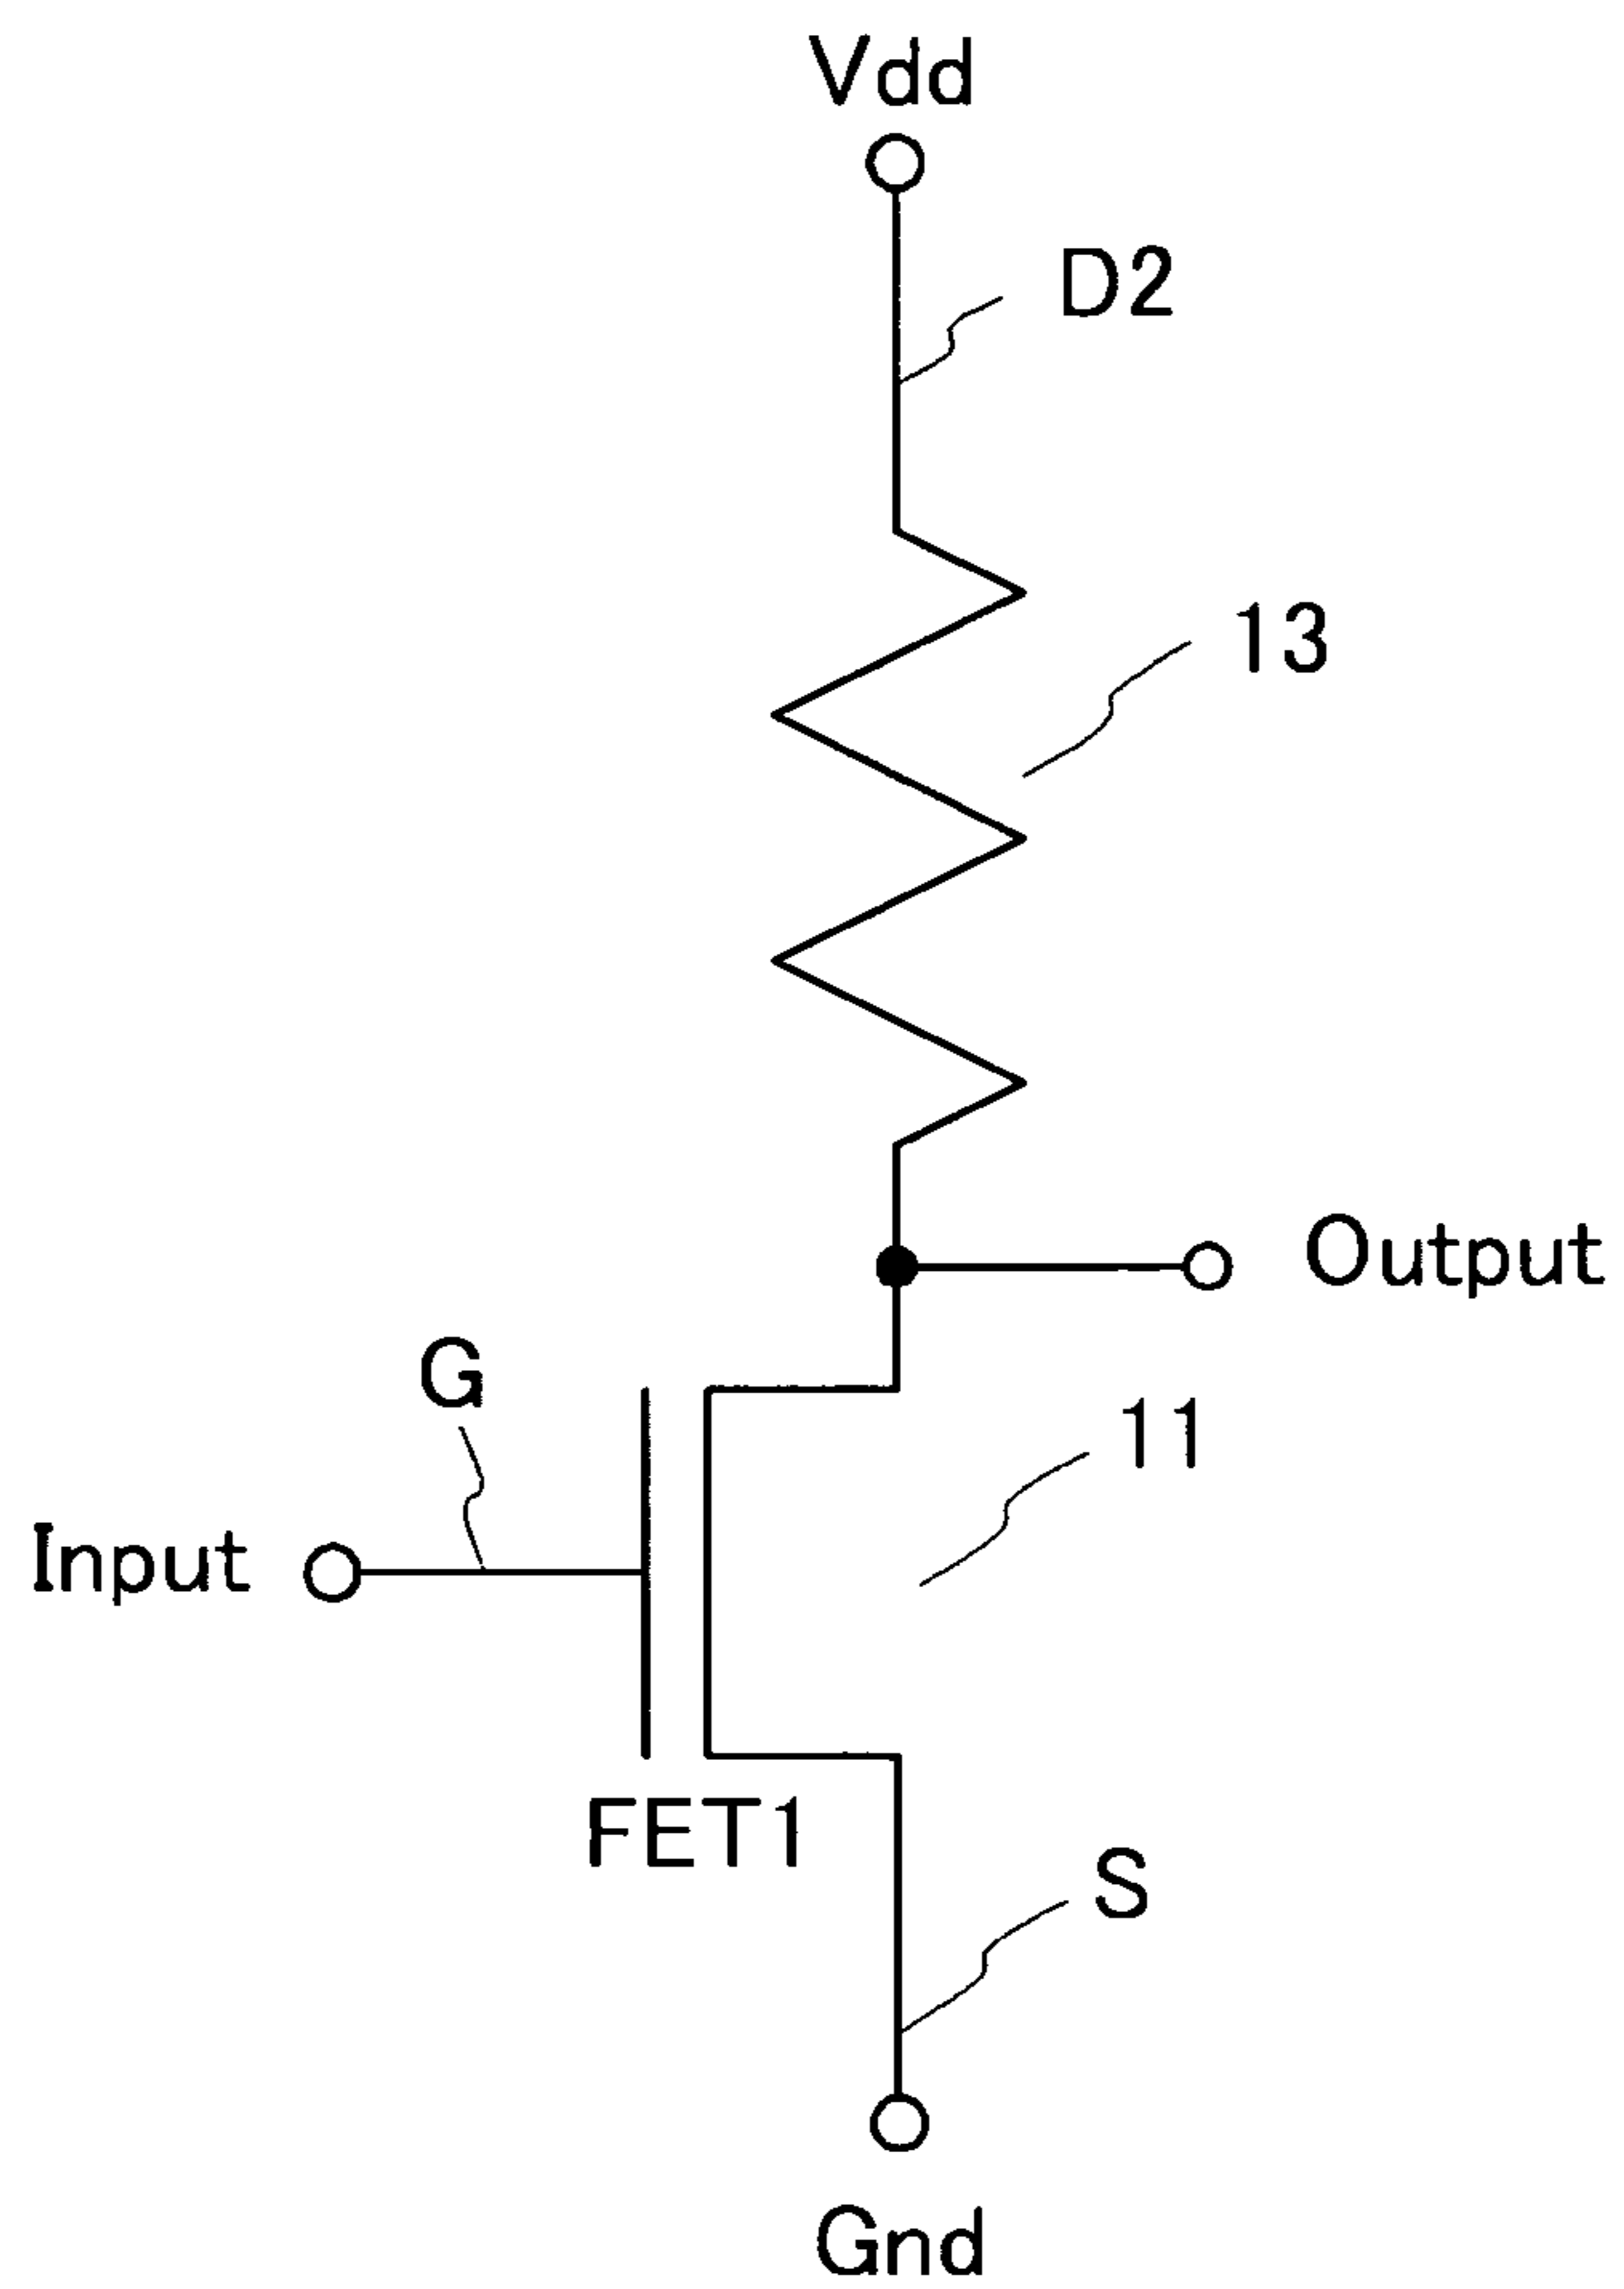 Vdd
D2
13
Output
G
11
Input
FET1
S
Gnd